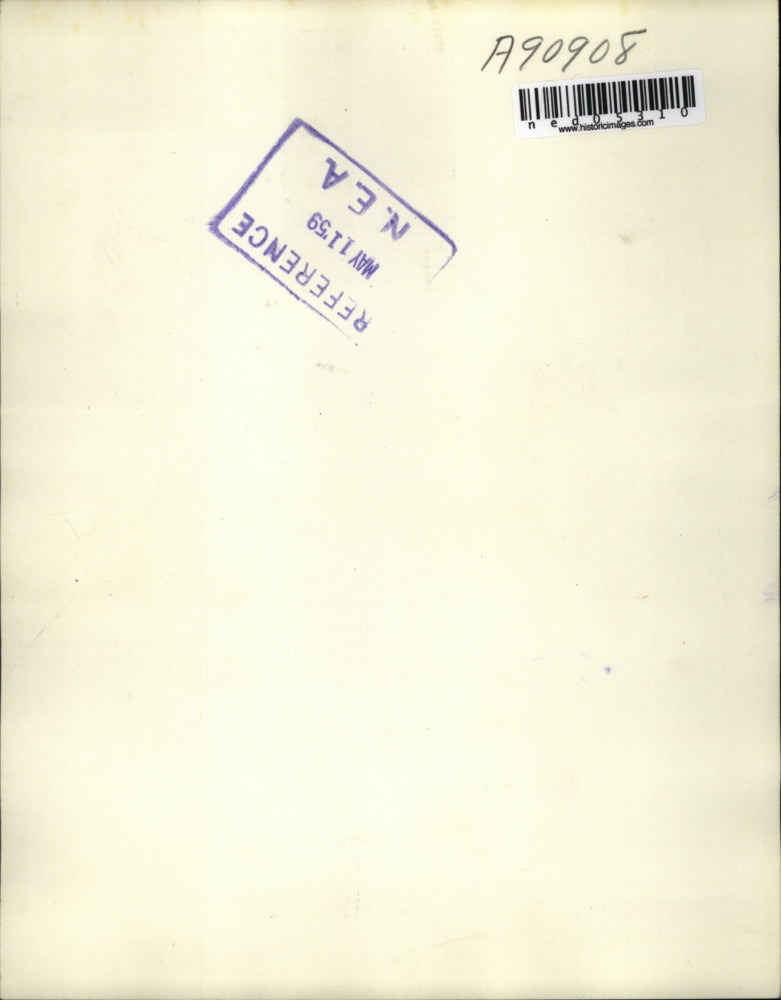 A90908
ned05310
www.historicimages.com
REFERENCE
MAY 11 '59
N. E. A.